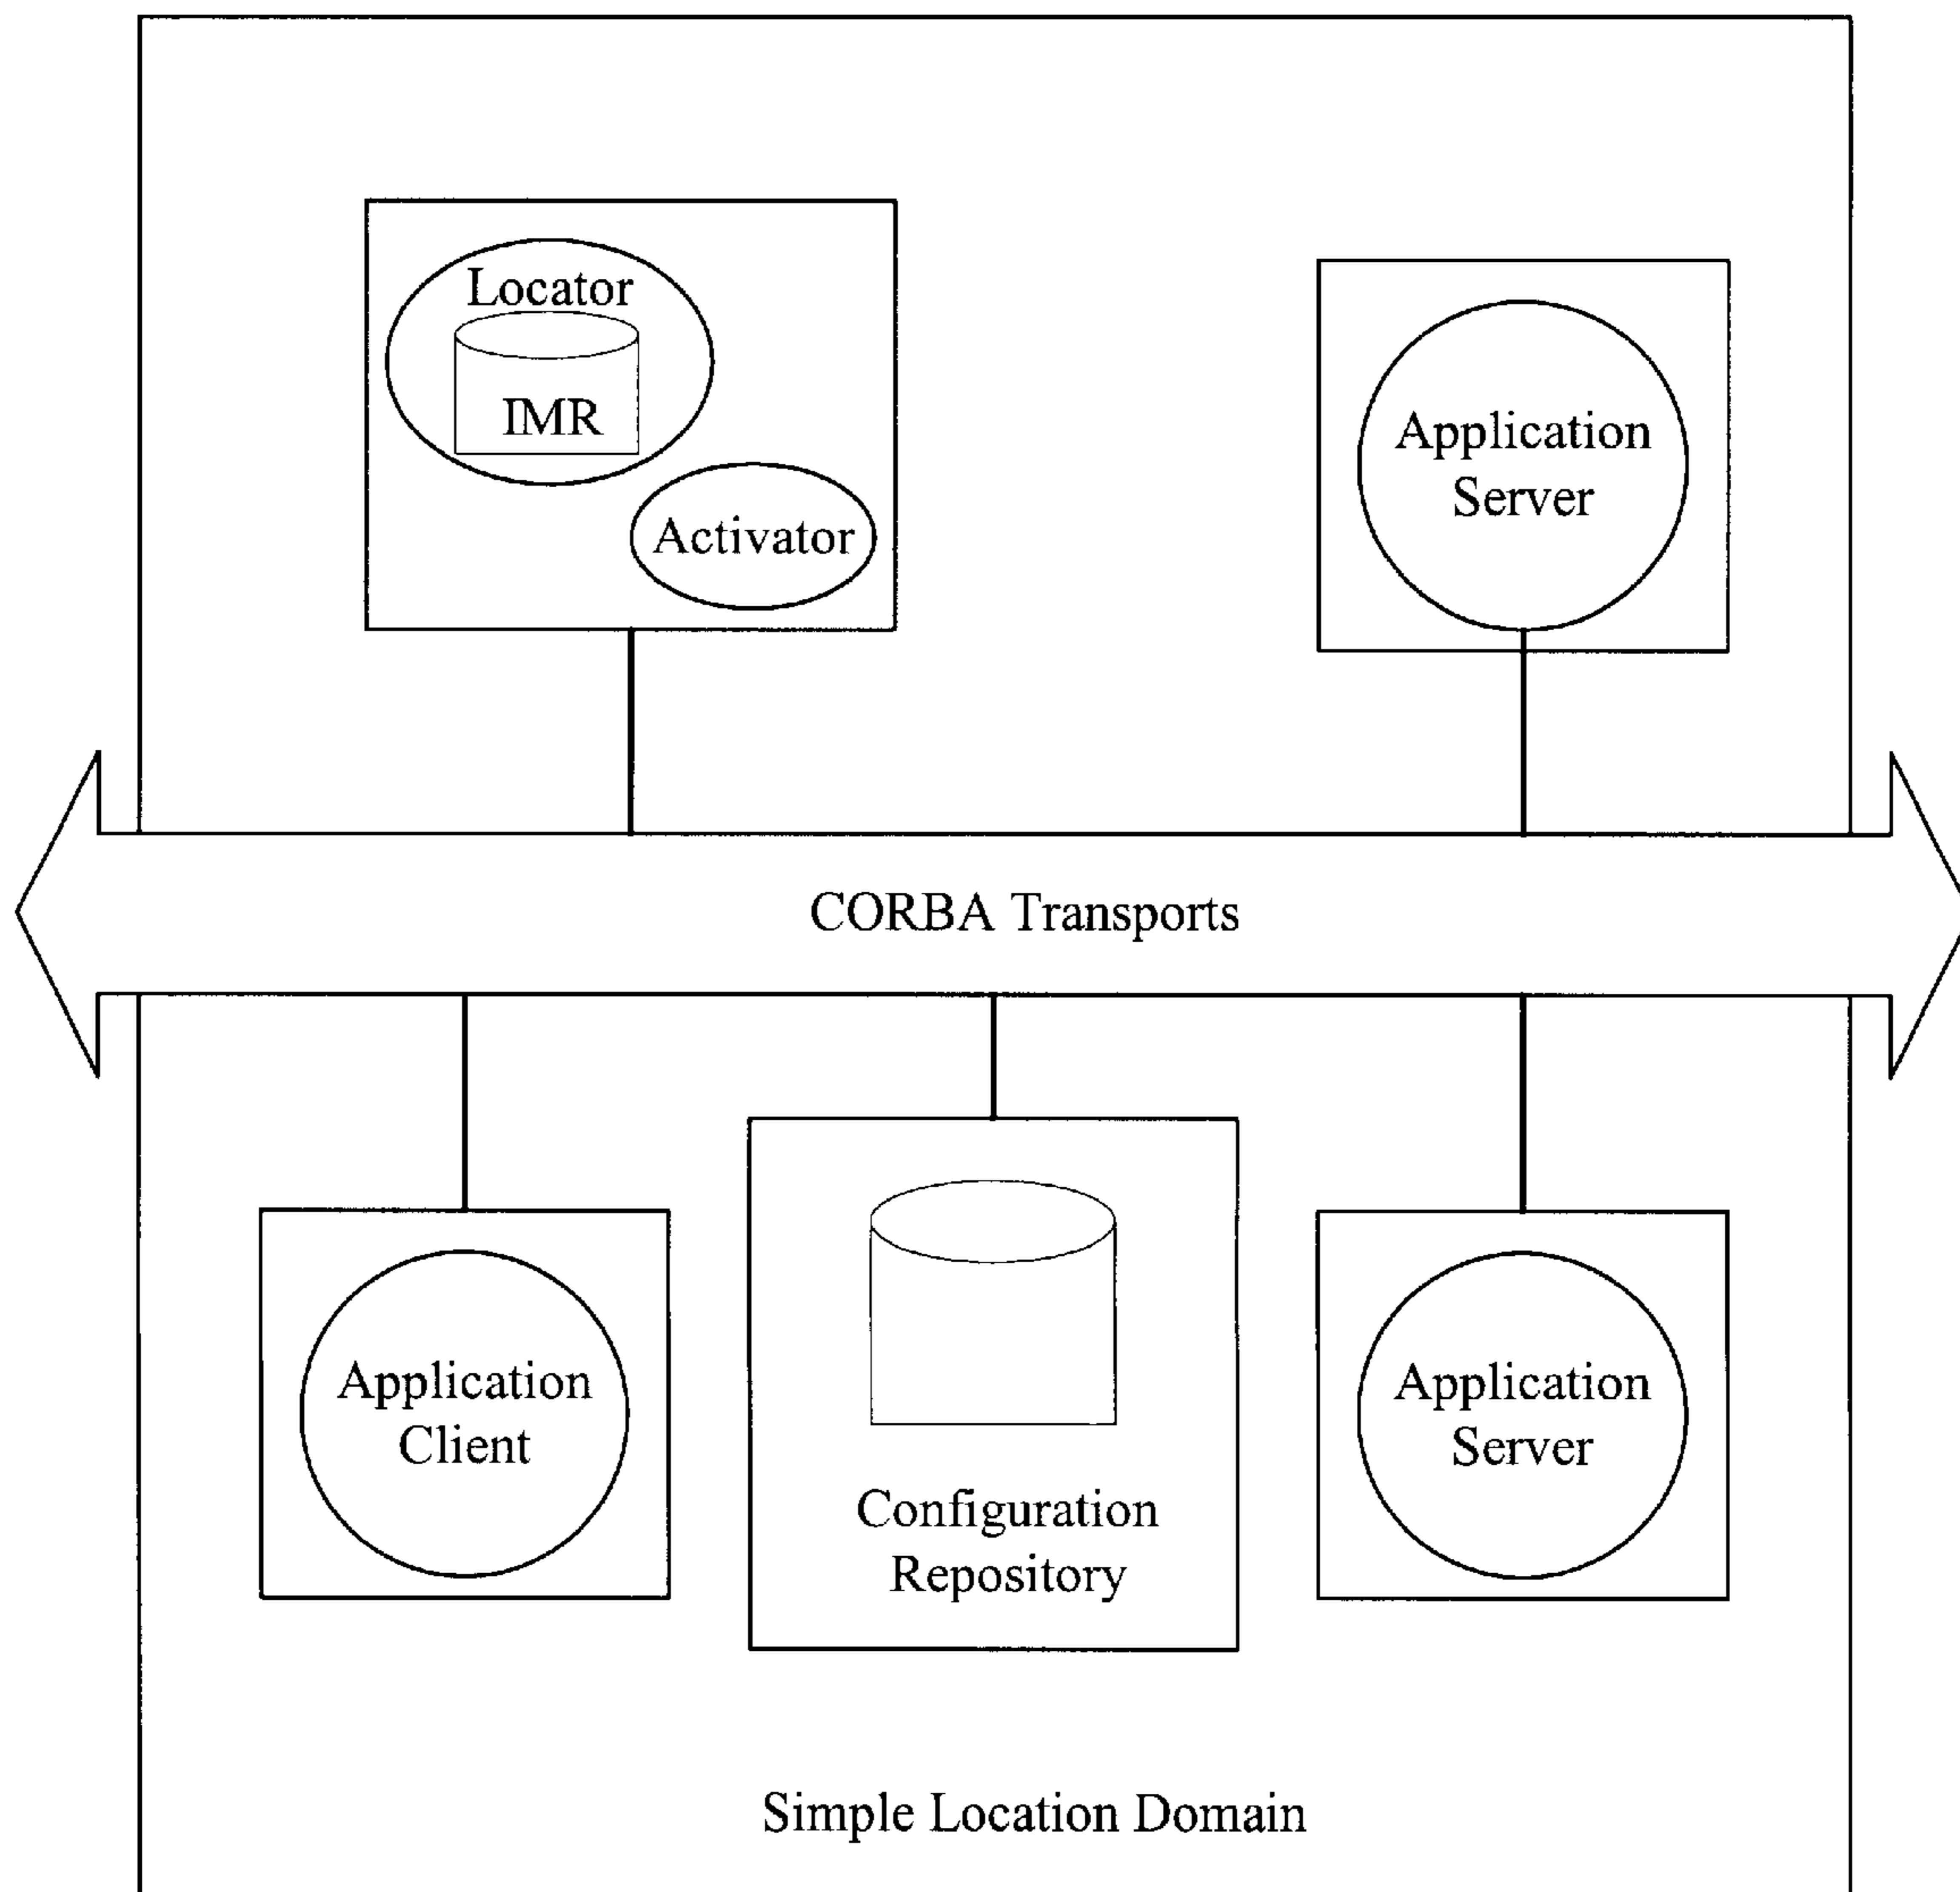 Locator
IMR
Activator
Application
Server
CORBA Transports
Application
Client
Configuration
Repository
Application
Server
Simple Location Domain